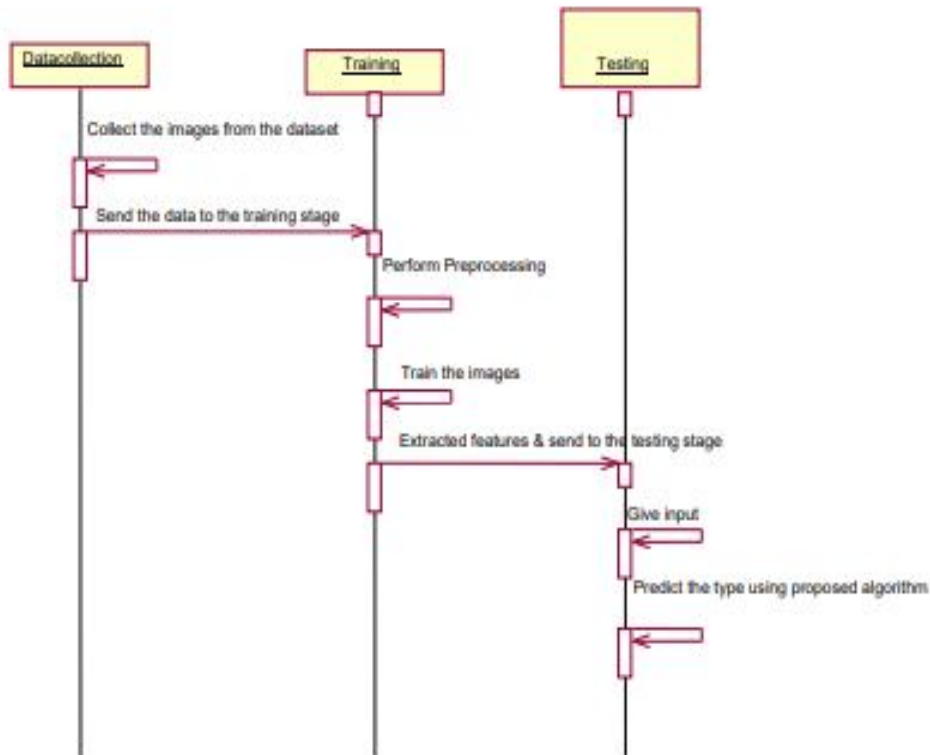 Datacollection
Training
Testing
Collect the images from the dataset
Send the data to the training stage
Perform Preprocessing
Train the images
Extracted features & send to the testing stage
Give input
Predict the type using proposed algorithm